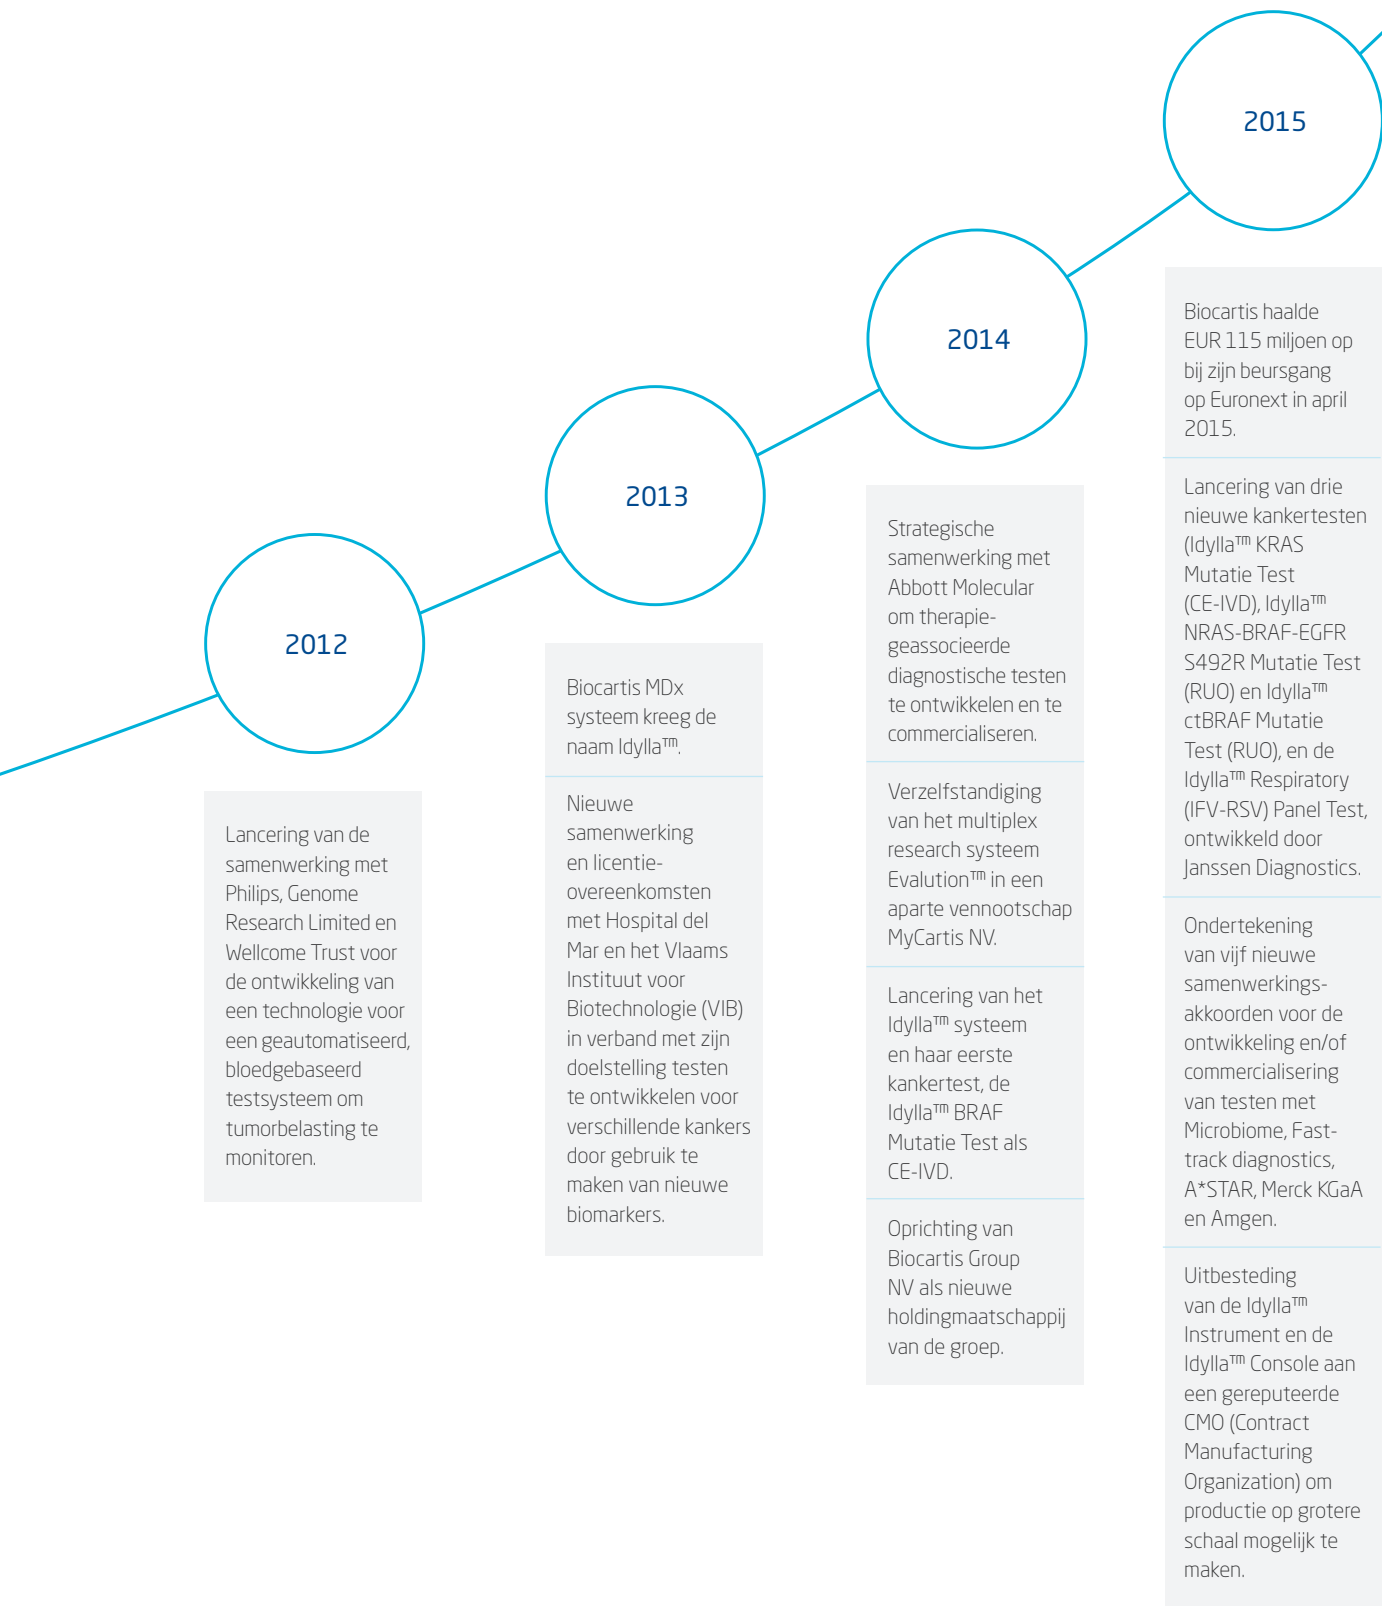 2012
Lancering van de
samenwerking met
Philips, Genome
Research Limited en
Wellcome Trust voor
de ontwikkeling van
een technologie voor
een geautomatiseerd,
bloedgebaseerd
testsysteem om
tumorbelasting te
monitoren.
2013
Biocartis MDx
systeem kreeg de
naam Idylla™.
Nieuwe
samenwerking
en licentie-
overeenkomsten
met Hospital del
Mar en het Vlaams
Instituut voor
Biotechnologie (VIB)
in verband met zijn
doelstelling testen
te ontwikkelen voor
verschillende kankers
door gebruik te
maken van nieuwe
biomarkers.
2014
Strategische
samenwerking met
Abbott Molecular
om therapie-
geassocieerde
diagnostische testen
te ontwikkelen en te
commercialiseren.
Verzelfstandiging
van het multiplex
research systeem
Evalution™ in een
aparte vennootschap
MyCartis NV.
Lancering van het
Idylla™ systeem
en haar eerste
kankertest, de
Idylla™ BRAF
Mutatie Test als
CE-IVD.
Oprichting van
Biocartis Group
NV als nieuwe
holdingmaatschappij
van de groep.
2015
Biocartis haalde
EUR 115 miljoen op
bij zijn beursgang
op Euronext in april
2015.
Lancering van drie
nieuwe kankertesten
(Idylla™ KRAS
Mutatie Test
(CE-IVD), Idylla™
NRAS-BRAF-EGFR
S492R Mutatie Test
(RUO) en Idylla™
ctBRAF Mutatie
Test (RUO), en de
Idylla™ Respiratory
(IFV-RSV) Panel Test,
ontwikkeld door
Janssen Diagnostics.
Ondertekening
van vijf nieuwe
samenwerkings-
akkoorden voor de
ontwikkeling en/of
commercialisering
van testen met
Microbiome, Fast-
track diagnostics,
A*STAR, Merck KGaA
en Amgen.
Uitbesteding
van de Idylla™
Instrument en de
Idylla™ Console aan
een gereputeerde
CMO (Contract
Manufacturing
Organization) om
productie op grotere
schaal mogelijk te
maken.